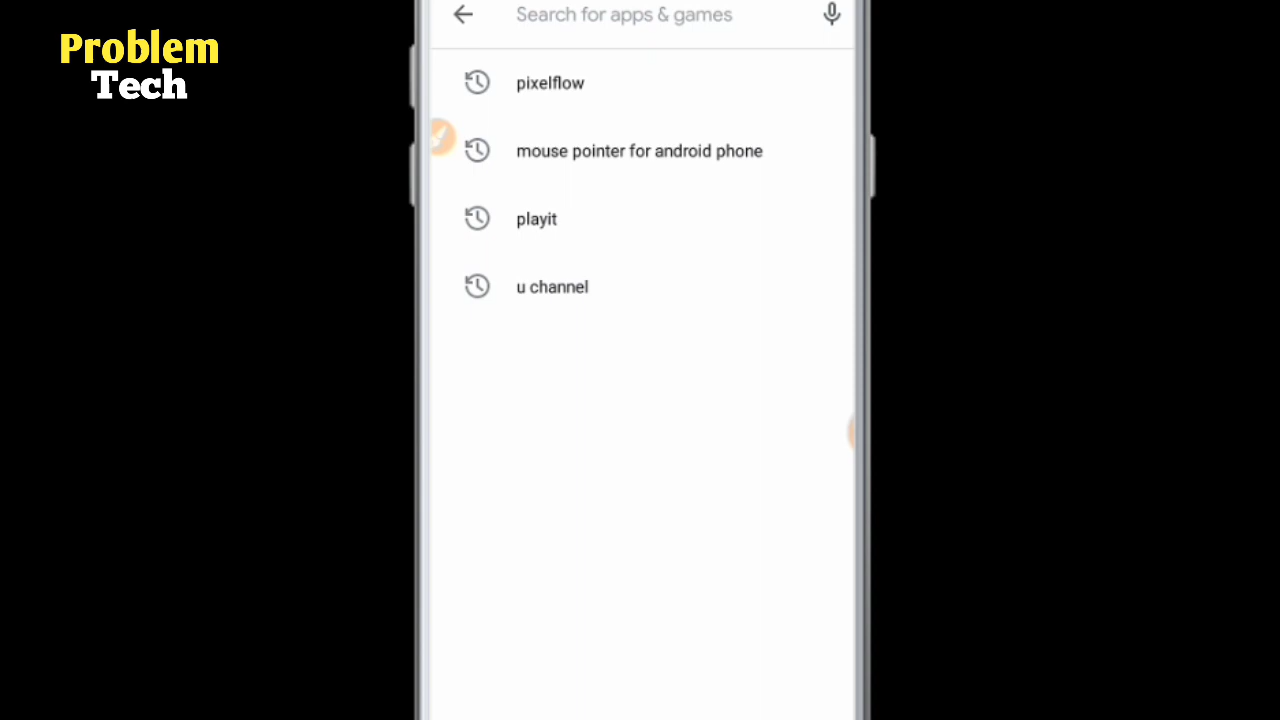 Problem
Tech
Search for apps & games
pixelflow
mouse pointer for android phone
playit
u channel